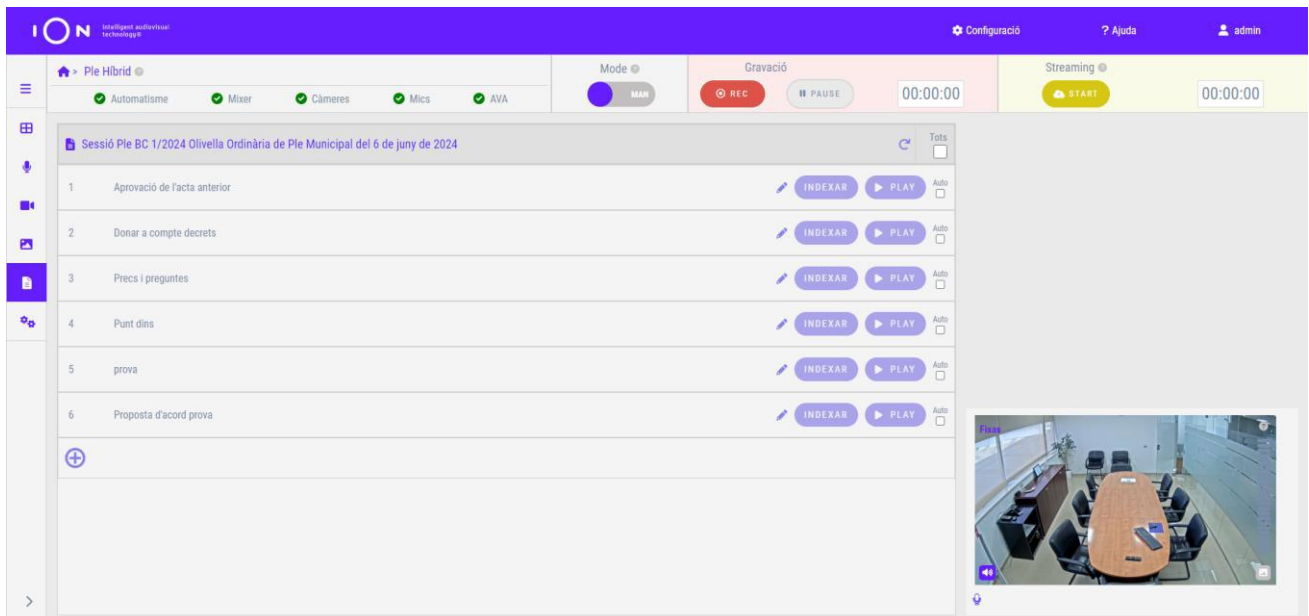 ION Intelligent audiovisual
technology®
Configuració
? Ajuda
admin
> Ple Híbrid
Automatisme
Mixer
Càmeres
Mics
AVA
Mode
MAN
Gravació
REC
PAUSE
00:00:00
Streaming
START
00:00:00
Sessió Ple BC 1/2024 Olivella Ordinària de Ple Municipal del 6 de juny de 2024
Tots
1 Aprovació de l'acta anterior INDEXAR PLAY Auto
2 Donar a compte decrets INDEXAR PLAY Auto
3 Precs i preguntes INDEXAR PLAY Auto
4 Punt dins INDEXAR PLAY Auto
5 prova INDEXAR PLAY Auto
6 Proposta d'acord prova INDEXAR PLAY Auto
Fixas